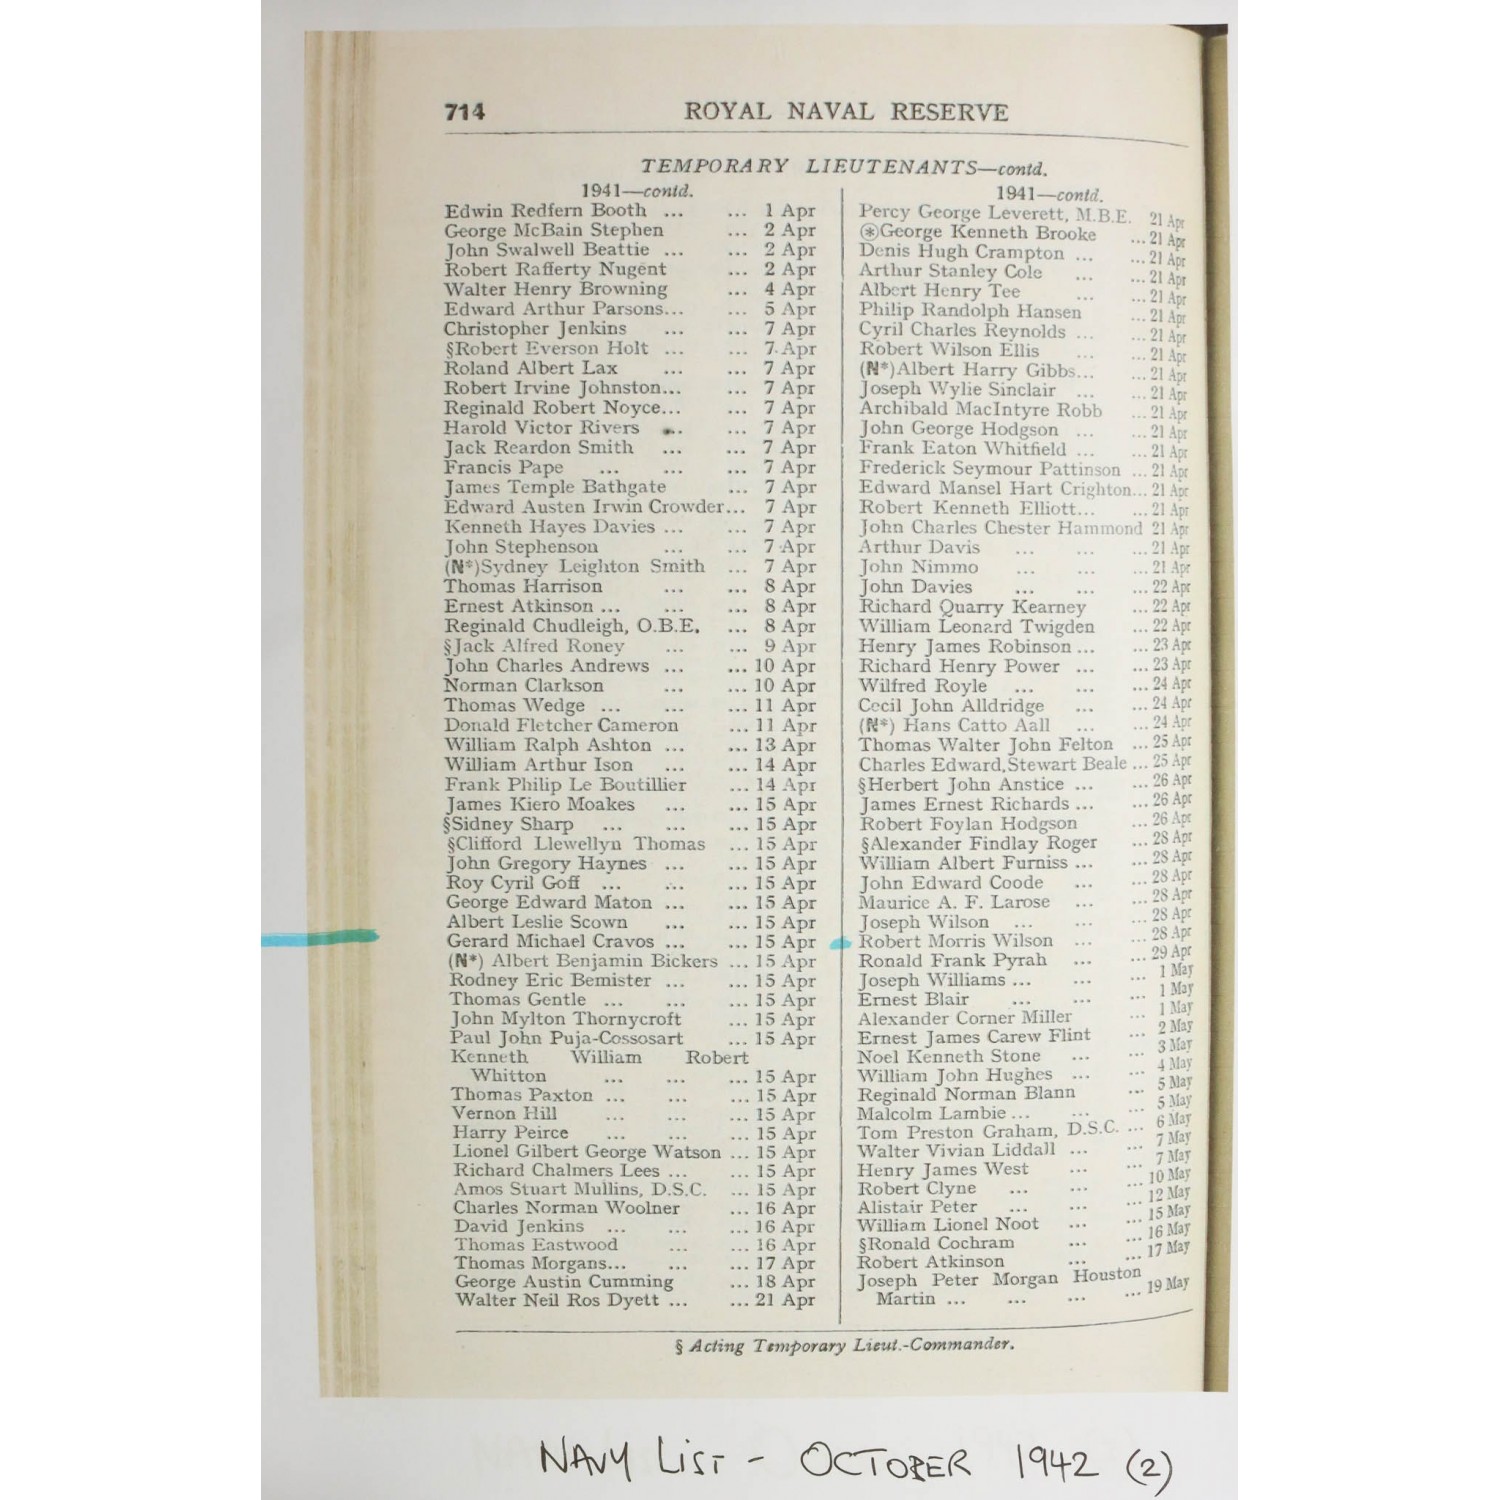 714 ROYAL NAVAL RESERVE
TEMPORARY LIEUTENANTS—contd.
1941—contd.
Edwin Redfern Booth ... ... 1 Apr
George McBain Stephen ... 2 Apr
John Swalwell Beattie ... ... 2 Apr
Robert Rafferty Nugent ... 2 Apr
Walter Henry Browning ... 4 Apr
Edward Arthur Parsons... ... 5 Apr
Christopher Jenkins ... ... 7 Apr
§Robert Everson Holt ... ... 7 Apr
Roland Albert Lax ... ... 7 Apr
Robert Irvine Johnston... ... 7 Apr
Reginald Robert Noyce... ... 7 Apr
Harold Victor Rivers ... ... 7 Apr
Jack Reardon Smith ... ... 7 Apr
Francis Pape ... ... ... 7 Apr
James Temple Bathgate ... 7 Apr
Edward Austen Irwin Crowder... 7 Apr
Kenneth Hayes Davies ... ... 7 Apr
John Stephenson ... ... 7 Apr
(N*)Sydney Leighton Smith ... 7 Apr
Thomas Harrison ... ... 8 Apr
Ernest Atkinson ... ... ... 8 Apr
Reginald Chudleigh, O.B.E. ... 8 Apr
§Jack Alfred Roney ... ... 9 Apr
John Charles Andrews ... ... 10 Apr
Norman Clarkson ... ... 10 Apr
Thomas Wedge ... ... ... 11 Apr
Donald Fletcher Cameron ... 11 Apr
William Ralph Ashton ... ... 13 Apr
William Arthur Ison ... ... 14 Apr
Frank Philip Le Boutillier ... 14 Apr
James Kiero Moakes ... ... 15 Apr
§Sidney Sharp ... ... ... 15 Apr
§Clifford Llewellyn Thomas ... 15 Apr
John Gregory Haynes ... ... 15 Apr
Roy Cyril Goff ... ... ... 15 Apr
George Edward Maton ... ... 15 Apr
Albert Leslie Scown ... ... 15 Apr
Gerard Michael Cravos ... ... 15 Apr
(N*) Albert Benjamin Bickers ... 15 Apr
Rodney Eric Bemister ... ... 15 Apr
Thomas Gentle ... ... ... 15 Apr
John Mylton Thornycroft ... 15 Apr
Paul John Puja-Cossosart ... 15 Apr
Kenneth William Robert
Whitton ... ... ... 15 Apr
Thomas Paxton ... ... ... 15 Apr
Vernon Hill ... ... ... 15 Apr
Harry Peirce ... ... ... 15 Apr
Lionel Gilbert George Watson ... 15 Apr
Richard Chalmers Lees ... ... 15 Apr
Amos Stuart Mullins, D.S.C. ... 15 Apr
Charles Norman Woolner ... 16 Apr
David Jenkins ... ... ... 16 Apr
Thomas Eastwood ... ... 16 Apr
Thomas Morgans... ... ... 17 Apr
George Austin Cumming ... 18 Apr
Walter Neil Ros Dyett ... ... 21 Apr
1941—contd.
Percy George Leverett, M.B.E. 21 Apr
⊛George Kenneth Brooke ... 21 Apr
Denis Hugh Crampton ... ... 21 Apr
Arthur Stanley Cole ... ... 21 Apr
Albert Henry Tee ... ... 21 Apr
Philip Randolph Hansen ... 21 Apr
Cyril Charles Reynolds ... ... 21 Apr
Robert Wilson Ellis ... ... 21 Apr
(N*)Albert Harry Gibbs... ... 21 Apr
Joseph Wylie Sinclair ... ... 21 Apr
Archibald MacIntyre Robb ... 21 Apr
John George Hodgson ... ... 21 Apr
Frank Eaton Whitfield ... ... 21 Apr
Frederick Seymour Pattinson ... 21 Apr
Edward Mansel Hart Crighton... 21 Apr
Robert Kenneth Elliott... ... 21 Apr
John Charles Chester Hammond 21 Apr
Arthur Davis ... ... ... 21 Apr
John Nimmo ... ... ... 21 Apr
John Davies ... ... ... 22 Apr
Richard Quarry Kearney ... 22 Apr
William Leonard Twigden ... 22 Apr
Henry James Robinson ... ... 23 Apr
Richard Henry Power ... ... 23 Apr
Wilfred Royle ... ... ... 24 Apr
Cecil John Alldridge ... ... 24 Apr
(N*) Hans Catto Aall ... ... 24 Apr
Thomas Walter John Felton ... 25 Apr
Charles Edward,Stewart Beale ... 25 Apr
§Herbert John Anstice ... ... 26 Apr
James Ernest Richards ... ... 26 Apr
Robert Foylan Hodgson ... 26 Apr
§Alexander Findlay Roger ... 28 Apr
William Albert Furniss ... ... 28 Apr
John Edward Coode ... ... 28 Apr
Maurice A. F. Larose ... ... 28 Apr
Joseph Wilson ... ... ... 28 Apr
Robert Morris Wilson ... ... 28 Apr
Ronald Frank Pyrah ... ... 29 Apr
Joseph Williams ... ... ... 1 May
Ernest Blair ... ... ... 1 May
Alexander Corner Miller ... 1 May
Ernest James Carew Flint ... 2 May
Noel Kenneth Stone ... ... 3 May
William John Hughes ... ... 4 May
Reginald Norman Blann ... 5 May
Malcolm Lambie ... ... ... 5 May
Tom Preston Graham, D.S.C. ... 6 May
Walter Vivian Liddall ... ... 7 May
Henry James West ... ... 7 May
Robert Clyne ... ... ... 10 May
Alistair Peter ... ... ... 12 May
William Lionel Noot ... ... 15 May
§Ronald Cochram ... ... 16 May
Robert Atkinson ... ... 17 May
Joseph Peter Morgan Houston
Martin ... ... ... ... 19 May
§ Acting Temporary Lieut.-Commander.
NAVY LIST - OCTOBER 1942 (2)